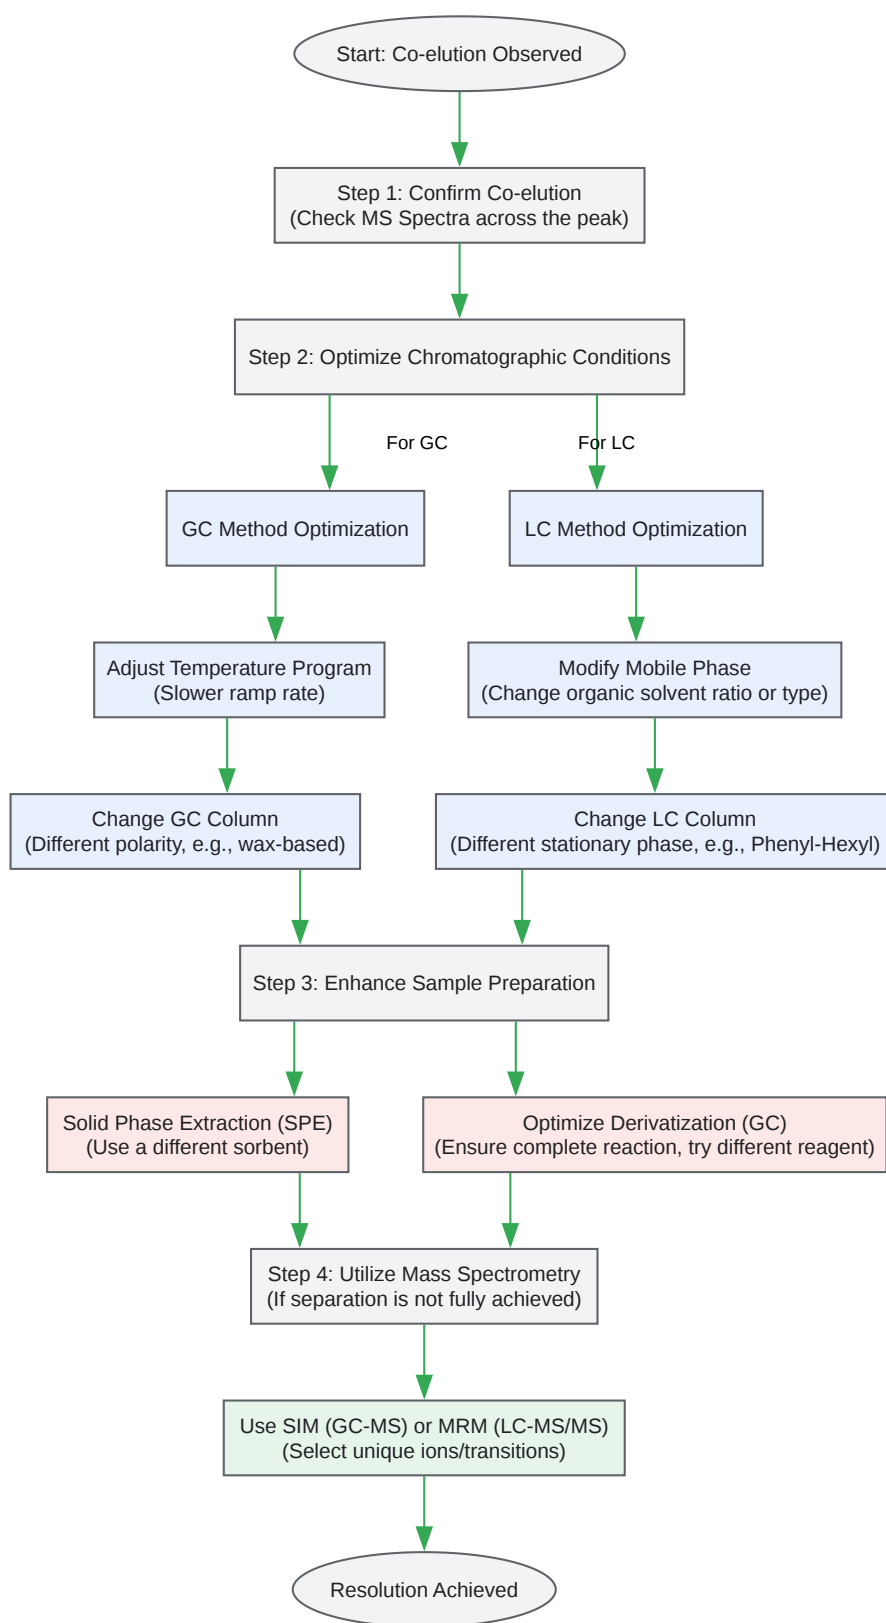 Start: Co-elution Observed
Step 1: Confirm Co-elution
(Check MS Spectra across the peak)
Step 2: Optimize Chromatographic Conditions
For GC
For LC
GC Method Optimization
LC Method Optimization
Adjust Temperature Program
(Slower ramp rate)
Modify Mobile Phase
(Change organic solvent ratio or type)
Change GC Column
(Different polarity, e.g., wax-based)
Change LC Column
(Different stationary phase, e.g., Phenyl-Hexyl)
Step 3: Enhance Sample Preparation
Solid Phase Extraction (SPE)
(Use a different sorbent)
Optimize Derivatization (GC)
(Ensure complete reaction, try different reagent)
Step 4: Utilize Mass Spectrometry
(If separation is not fully achieved)
Use SIM (GC-MS) or MRM (LC-MS/MS)
(Select unique ions/transitions)
Resolution Achieved